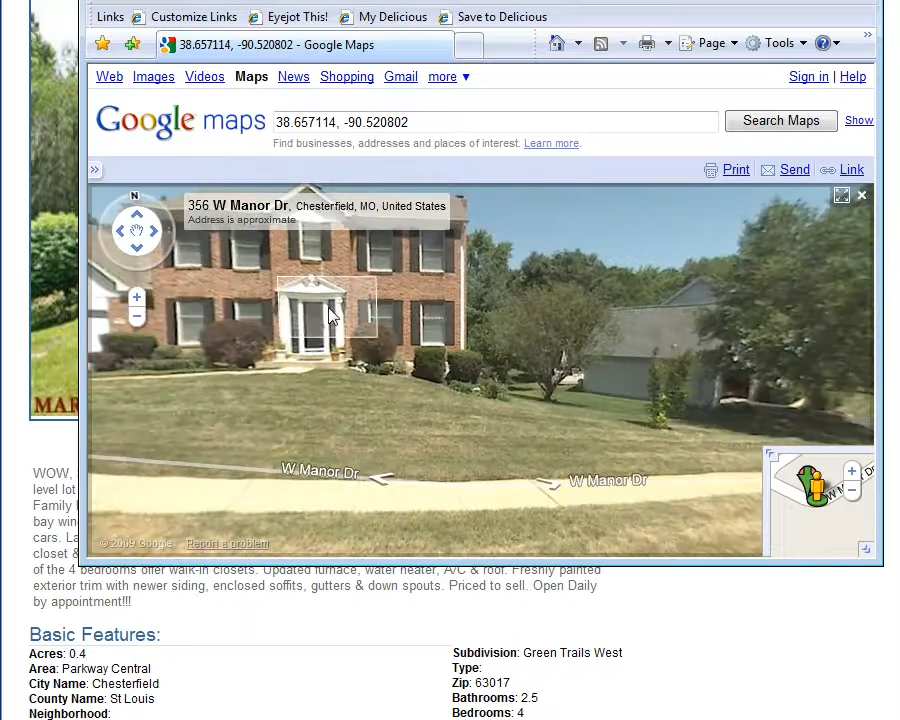 Links Customize Links Eyejot This! My Delicious Save to Delicious
38.657114, -90.520802 - Google Maps Page Tools
Web Images Videos Maps News Shopping Gmail more ▼ Sign in | Help
Google maps 38.657114, -90.520802 Search Maps Show
Find businesses, addresses and places of interest. Learn more.
Print Send Link
N
356 W Manor Dr, Chesterfield, MO, United States
Address is approximate
MAR
W Manor Dr W Manor Dr
© 2009 Google Report a problem
WOW,
level lot
Family
bay win
cars. La
closet &
of the 4 bedrooms offer walk-in closets. Updated furnace, water heater, A/C & roof. Freshly painted
exterior trim with newer siding, enclosed soffits, gutters & down spouts. Priced to sell. Open Daily
by appointment!!!
Basic Features:
Acres: 0.4
Area: Parkway Central
City Name: Chesterfield
County Name: St Louis
Neighborhood:
Subdivision: Green Trails West
Type:
Zip: 63017
Bathrooms: 2.5
Bedrooms: 4